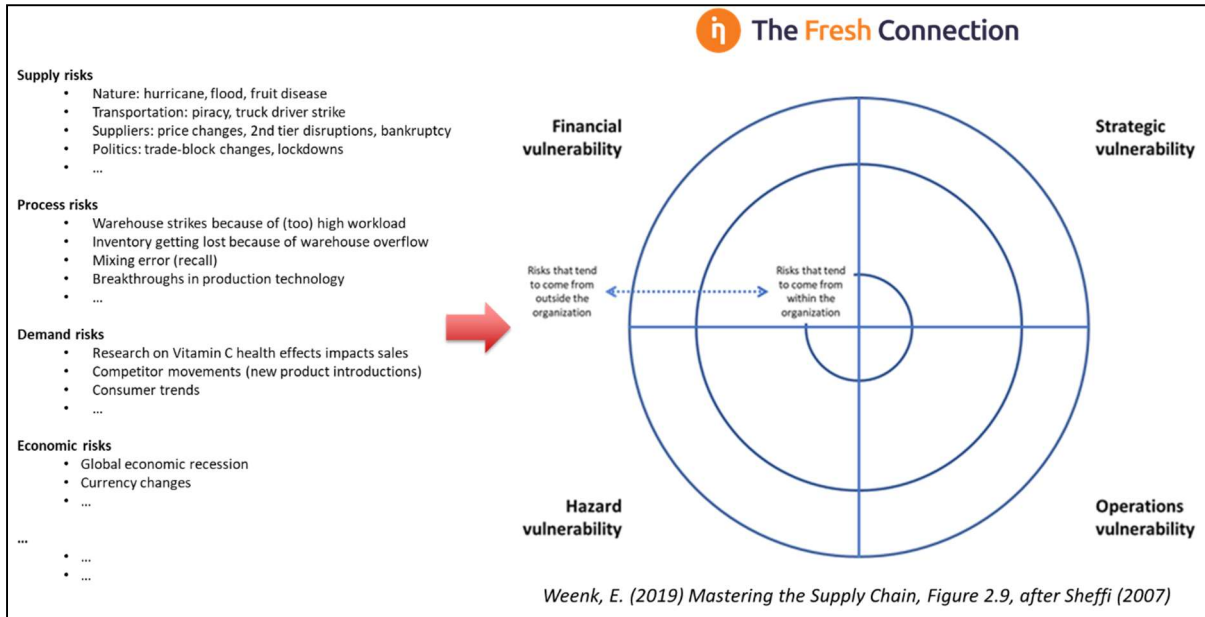 The Fresh Connection
Supply risks
• Nature: hurricane, flood, fruit disease
• Transportation: piracy, truck driver strike
• Suppliers: price changes, 2nd tier disruptions, bankruptcy
• Politics: trade-block changes, lockdowns
• ...
Process risks
• Warehouse strikes because of (too) high workload
• Inventory getting lost because of warehouse overflow
• Mixing error (recall)
• Breakthroughs in production technology
• ...
Demand risks
• Research on Vitamin C health effects impacts sales
• Competitor movements (new product introductions)
• Consumer trends
• ...
Economic risks
• Global economic recession
• Currency changes
• ...
...
• ...
• ...
Financial
vulnerability
Strategic
vulnerability
Risks that tend
to come from
outside the
organization
Risks that tend
to come from
within the
organization
Hazard
vulnerability
Operations
vulnerability
Weenk, E. (2019) Mastering the Supply Chain, Figure 2.9, after Sheffi (2007)